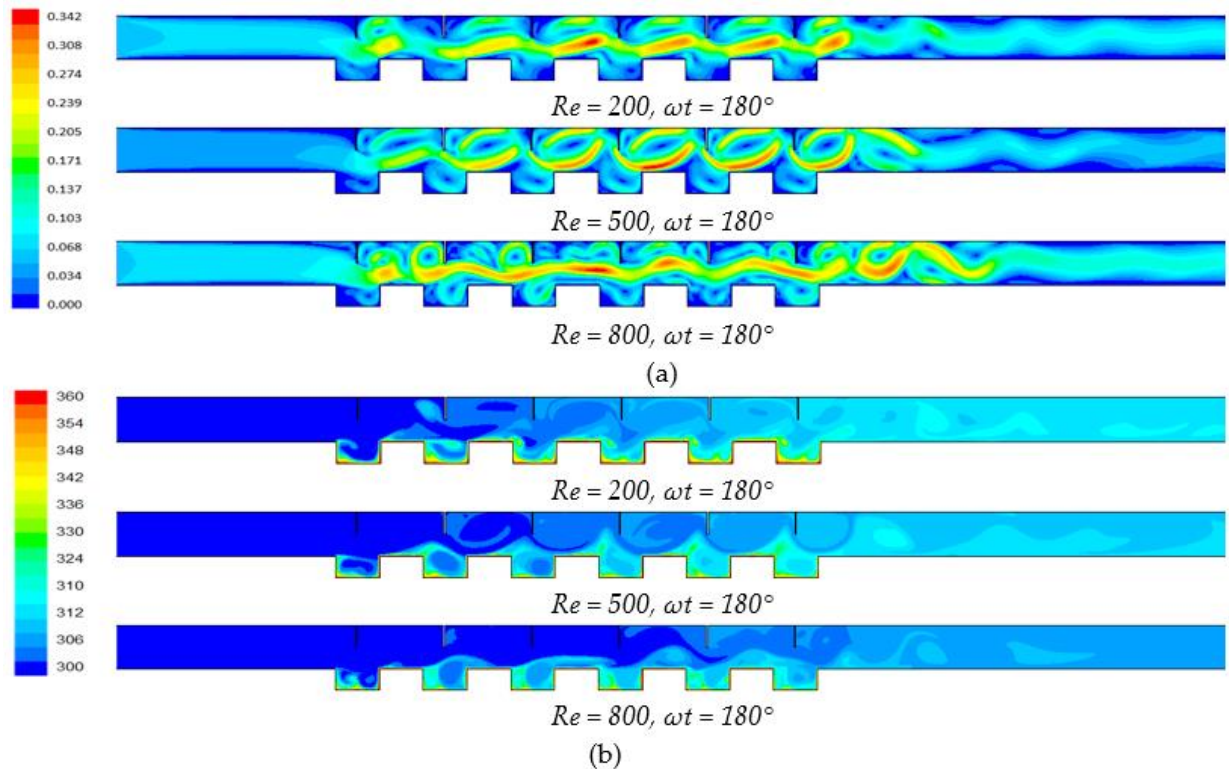 0.342
0.308
0.274
0.239
0.205
0.171
0.137
0.103
0.068
0.034
0.000
Re = 200, ωt = 180°
Re = 500, ωt = 180°
Re = 800, ωt = 180°
(a)
360
354
348
342
336
330
324
318
312
306
300
Re = 200, ωt = 180°
Re = 500, ωt = 180°
Re = 800, ωt = 180°
(b)